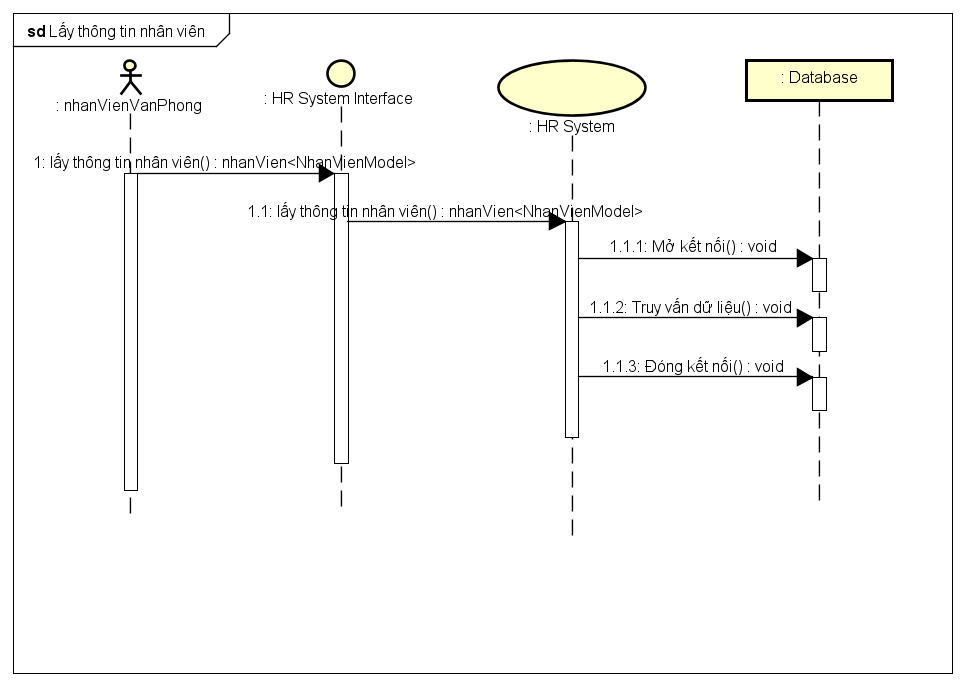 sd Lấy thông tin nhân viên
: nhanVienVanPhong
: HR System Interface
: HR System
: Database
1: lấy thông tin nhân viên() : nhanVien<NhanVienModel>
1.1: lấy thông tin nhân viên() : nhanVien<NhanVienModel>
1.1.1: Mở kết nối() : void
1.1.2: Truy vấn dữ liệu() : void
1.1.3: Đóng kết nối() : void